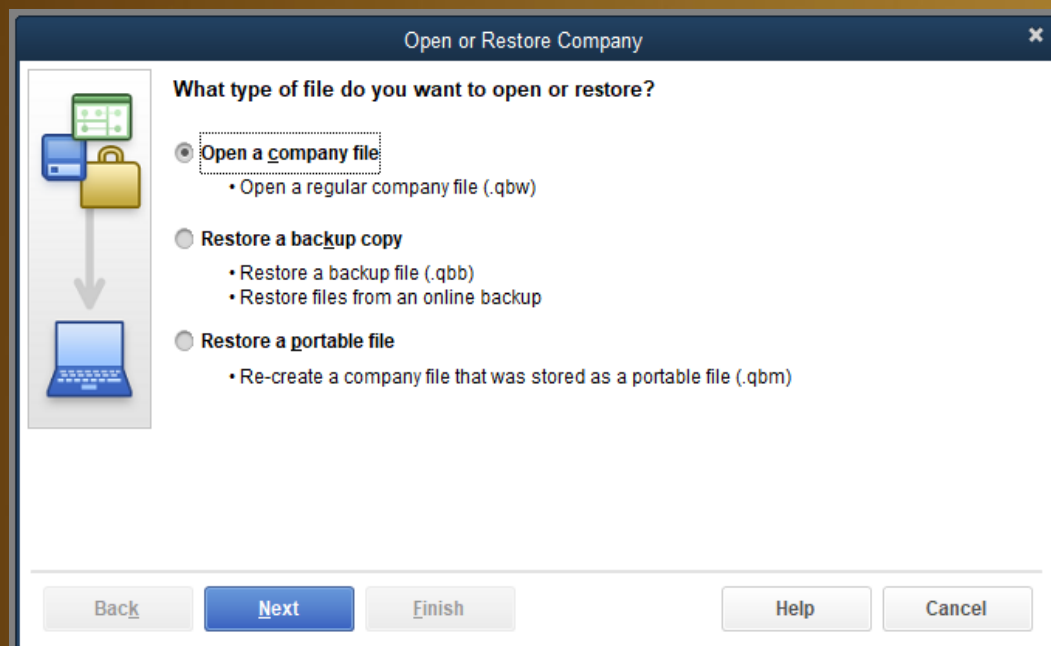 Open or Restore Company
What type of file do you want to open or restore?
Open a company file
• Open a regular company file (.qbw)
Restore a backup copy
• Restore a backup file (.qbb)
• Restore files from an online backup
Restore a portable file
• Re-create a company file that was stored as a portable file (.qbm)
Back Next Finish Help Cancel